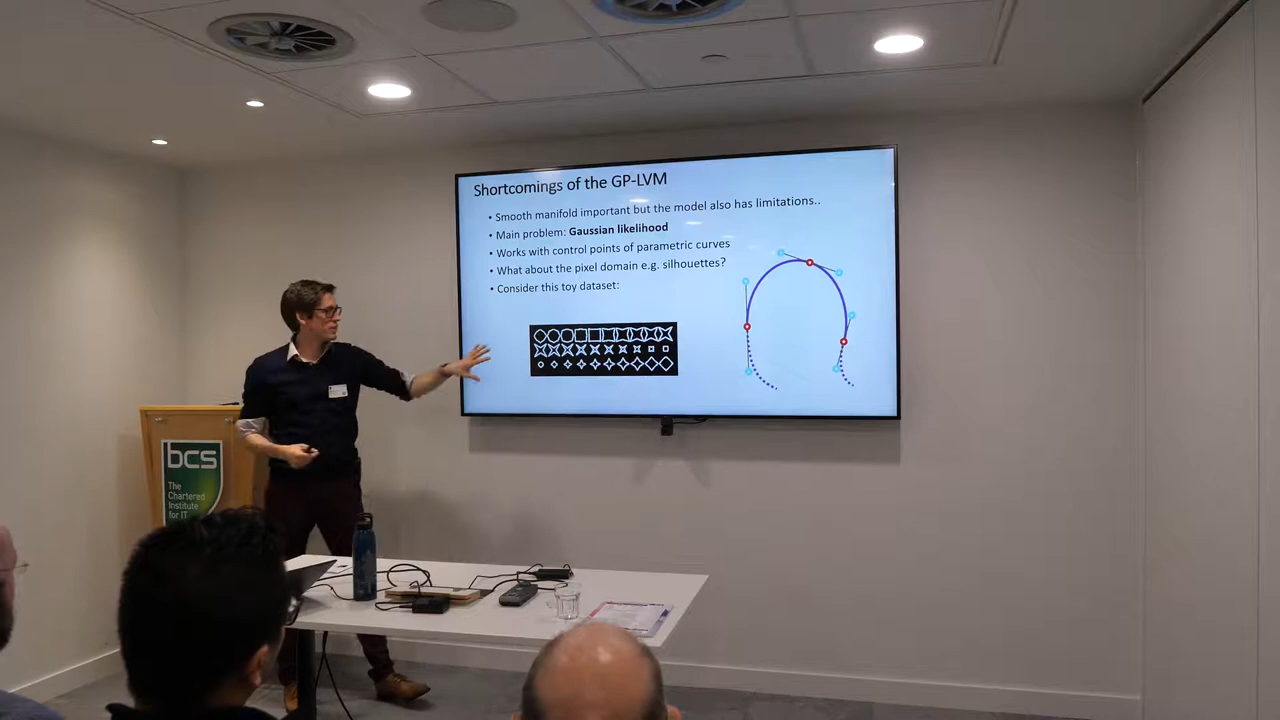 Shortcomings of the GP-LVM
• Smooth manifold important but the model also has limitations..
• Main problem: Gaussian likelihood
• Works with control points of parametric curves
• What about the pixel domain e.g. silhouettes?
• Consider this toy dataset:
bcs
The
Chartered
Institute
for IT